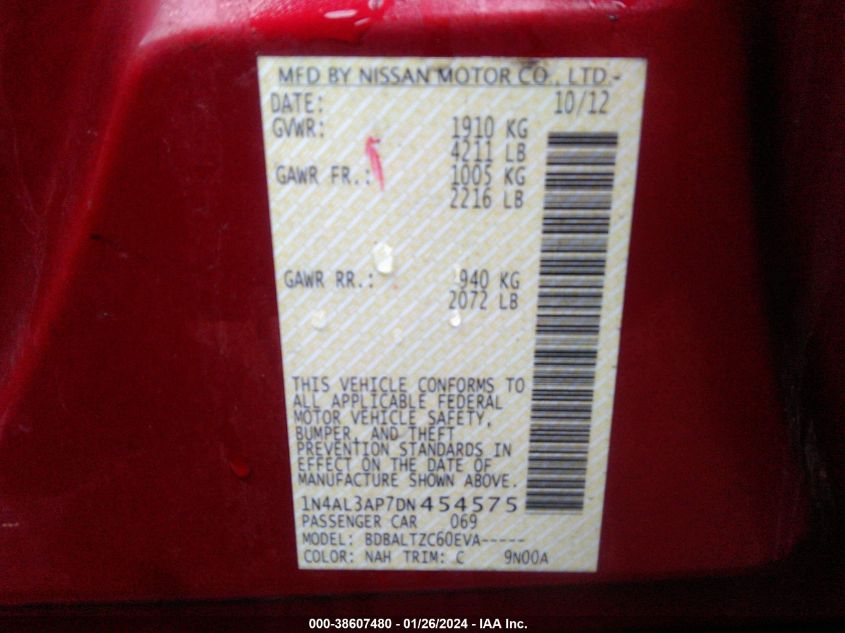 MFD BY NISSAN MOTOR CO., LTD.-
DATE: 10/12
GVWR: 1910 KG
4211 LB
GAWR FR.: 1005 KG
2216 LB
GAWR RR.: 940 KG
2072 LB
THIS VEHICLE CONFORMS TO
ALL APPLICABLE FEDERAL
MOTOR VEHICLE SAFETY,
BUMPER, AND THEFT
PREVENTION STANDARDS IN
EFFECT ON THE DATE OF
MANUFACTURE SHOWN ABOVE.
1N4AL3AP7DN454575
PASSENGER CAR 069
MODEL: BDBALTZC60EVA-----
COLOR: NAH TRIM: C 9N00A
000-38607480 - 01/26/2024 - IAA Inc.